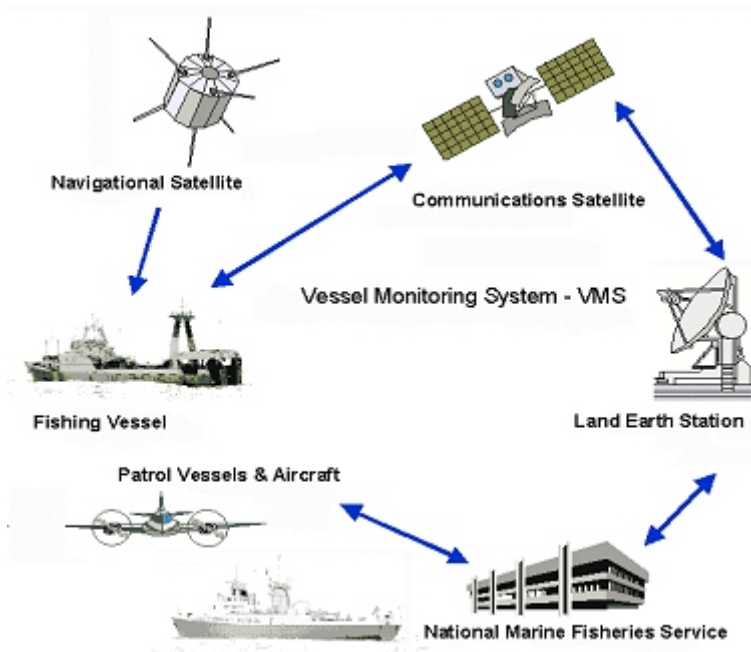 Navigational Satellite
Communications Satellite
Vessel Monitoring System - VMS
Fishing Vessel
Land Earth Station
Patrol Vessels & Aircraft
National Marine Fisheries Service